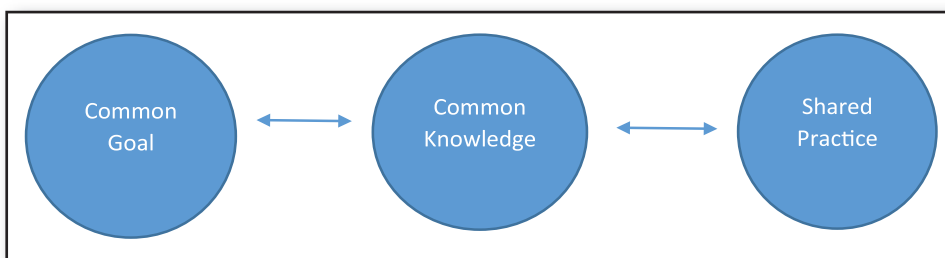 Common
Goal
Common
Knowledge
Shared
Practice